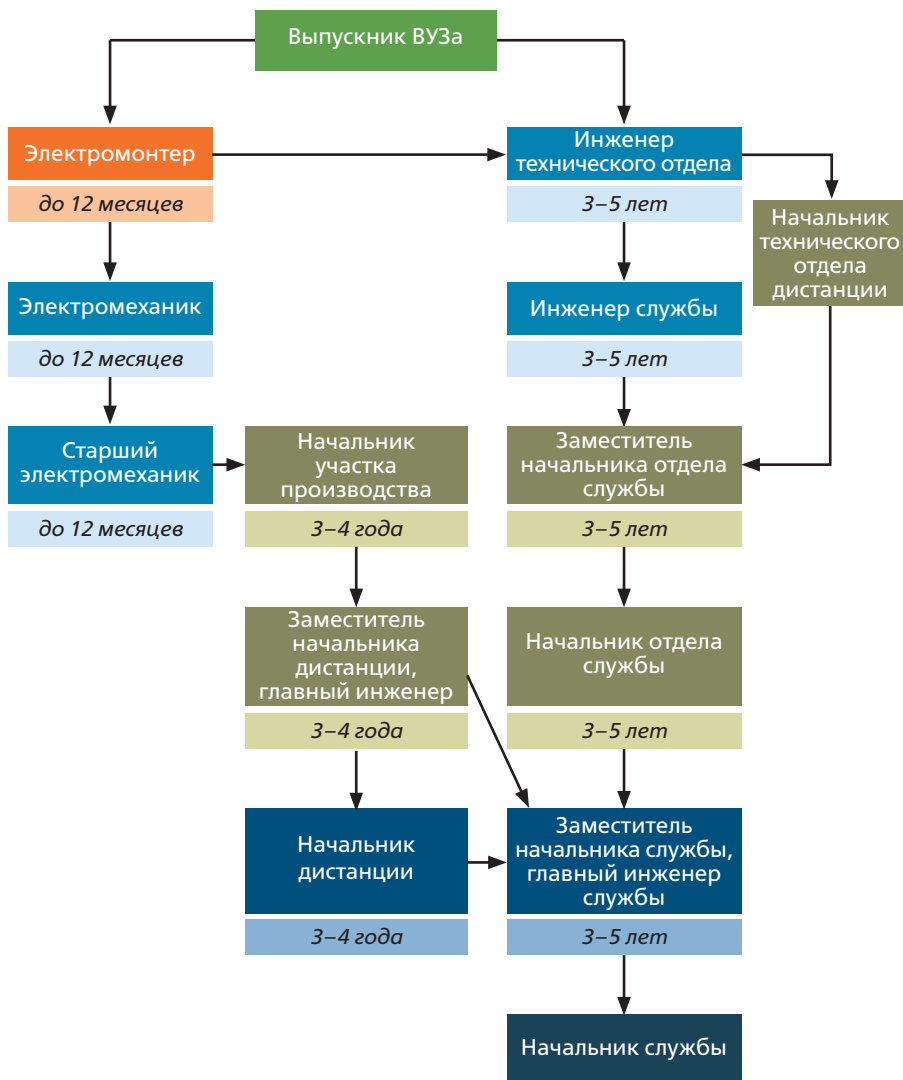 Выпускник ВУЗа
Электромонтер
до 12 месяцев
Инженер
технического отдела
3–5 лет
Начальник
технического
отдела
дистанции
Электромеханик
до 12 месяцев
Инженер службы
3–5 лет
Старший
электромеханик
до 12 месяцев
Начальник
участка
производства
3–4 года
Заместитель
начальника отдела
службы
3–5 лет
Заместитель
начальника
дистанции,
главный инженер
3–4 года
Начальник отдела
службы
3–5 лет
Начальник
дистанции
3–4 года
Заместитель
начальника службы,
главный инженер
службы
3–5 лет
Начальник службы